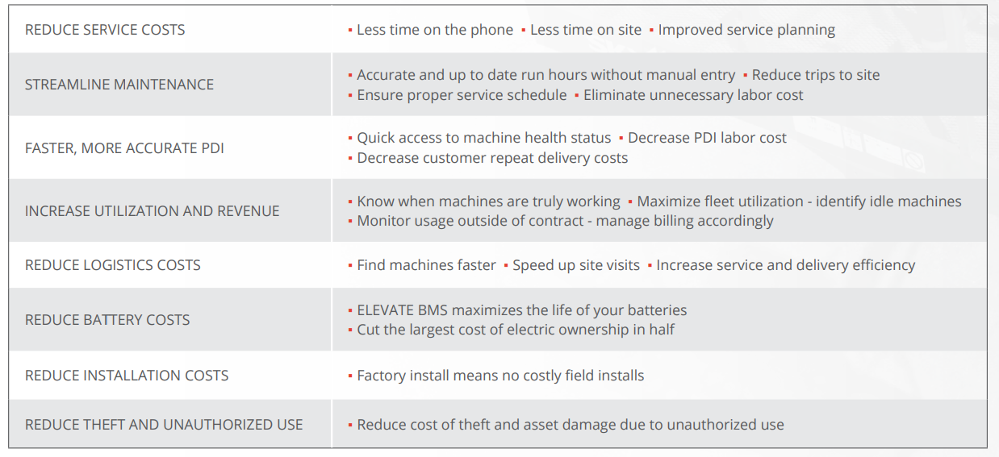 REDUCE SERVICE COSTS
▪ Less time on the phone ▪ Less time on site ▪ Improved service planning
STREAMLINE MAINTENANCE
▪ Accurate and up to date run hours without manual entry ▪ Reduce trips to site
▪ Ensure proper service schedule ▪ Eliminate unnecessary labor cost
FASTER, MORE ACCURATE PDI
▪ Quick access to machine health status ▪ Decrease PDI labor cost
▪ Decrease customer repeat delivery costs
INCREASE UTILIZATION AND REVENUE
▪ Know when machines are truly working ▪ Maximize fleet utilization - identify idle machines
▪ Monitor usage outside of contract - manage billing accordingly
REDUCE LOGISTICS COSTS
▪ Find machines faster ▪ Speed up site visits ▪ Increase service and delivery efficiency
REDUCE BATTERY COSTS
▪ ELEVATE BMS maximizes the life of your batteries
▪ Cut the largest cost of electric ownership in half
REDUCE INSTALLATION COSTS
▪ Factory install means no costly field installs
REDUCE THEFT AND UNAUTHORIZED USE
▪ Reduce cost of theft and asset damage due to unauthorized use